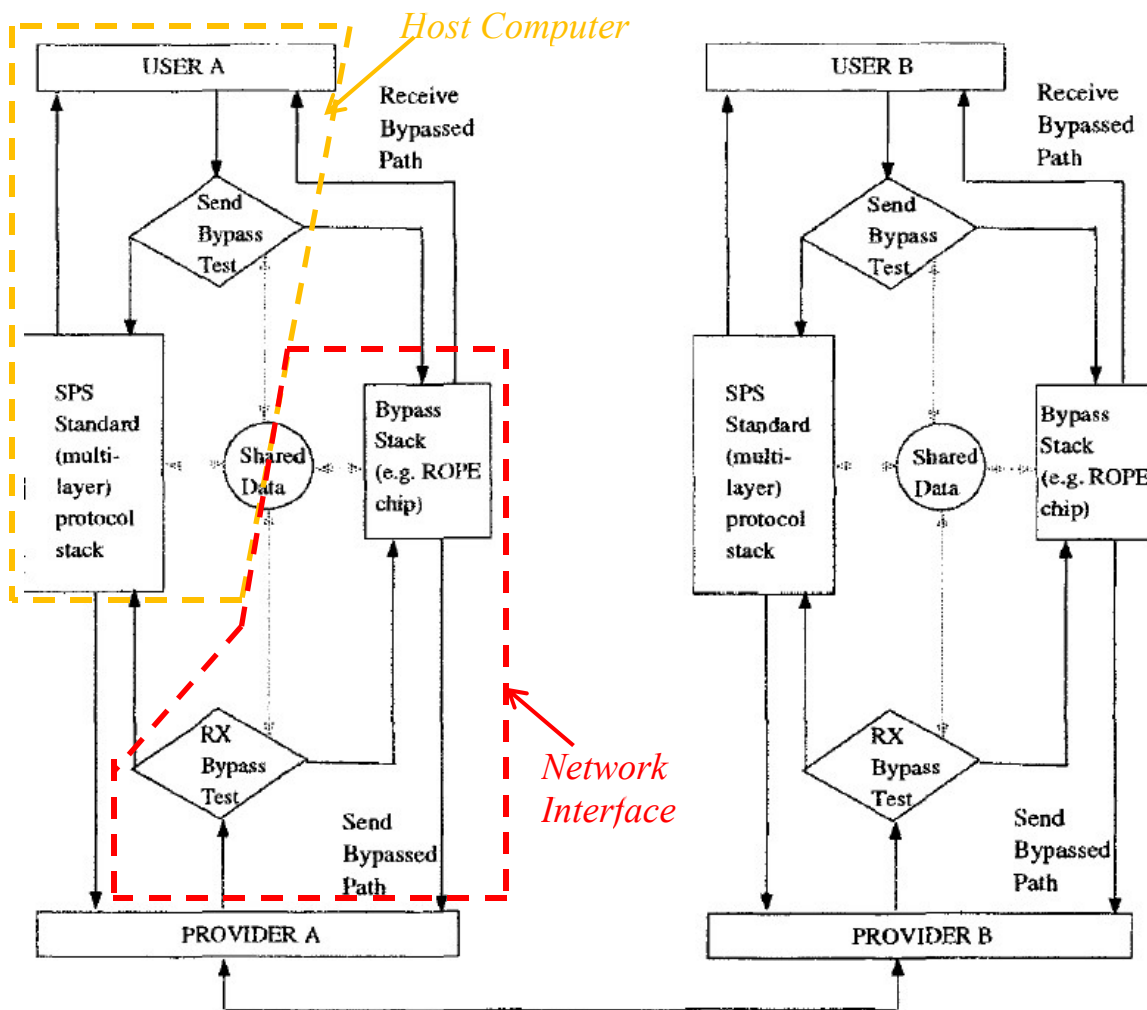 Host Computer
USER A
Receive
Bypassed
Path
Send
Bypass
Test
SPS
Standard
(multi-
layer)
protocol
stack
Shared
Data
Bypass
Stack
(e.g. ROPE
chip)
RX
Bypass
Test
Network
Interface
Send
Bypassed
Path
PROVIDER A
USER B
Receive
Bypassed
Path
Send
Bypass
Test
SPS
Standard
(multi-
layer)
protocol
stack
Shared
Data
Bypass
Stack
(e.g. ROPE
chip)
RX
Bypass
Test
Send
Bypassed
Path
PROVIDER B